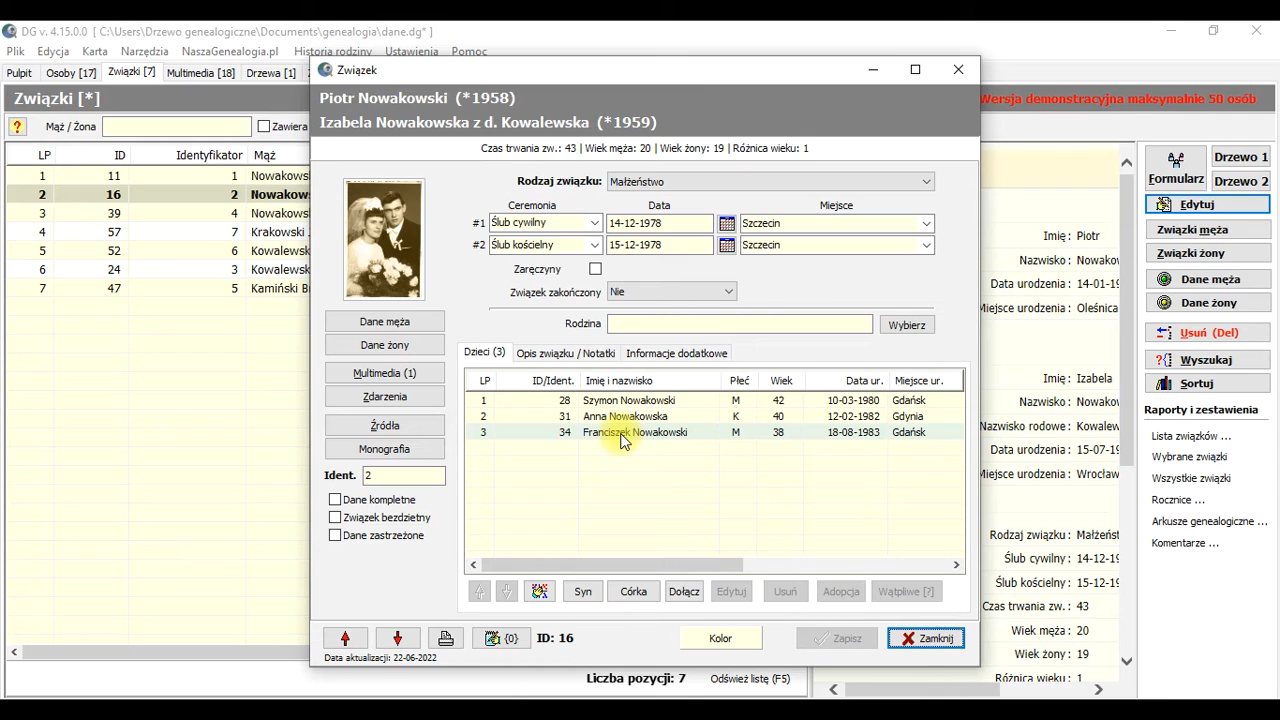 DG v. 4.15.0.00 [ C:\Users\Drzewo genealogiczne\Documents\genealogia\dane.dg* ]
Plik Edycja Karta Narzędzia NaszaGenealogia.pl Historia rodziny Ustawienia Pomoc
Pulpit Osoby [17] Związki [7] Multimedia [18] Drzewa [1]
Związki [*]
Wersja demonstracyjna maksymalnie 50 osób
? Mąż / Żona Zawiera
LP ID Identyfikator Mąż
1 11 1 Nowakows
2 16 2 Nowakows
3 39 4 Nowakows
4 57 7 Krakowski
5 52 6 Kowalews
6 24 3 Kowalews
7 47 5 Kamiński B
Liczba pozycji: 7 Odśwież listę (F5)
Związek
Piotr Nowakowski (*1958)
Izabela Nowakowska z d. Kowalewska (*1959)
Czas trwania zw.: 43 | Wiek męża: 20 | Wiek żony: 19 | Różnica wieku: 1
Rodzaj związku: Małżeństwo
Ceremonia Data Miejsce
#1 Ślub cywilny 14-12-1978 Szczecin
#2 Ślub kościelny 15-12-1978 Szczecin
Zaręczyny
Związek zakończony Nie
Rodzina Wybierz
Dane męża
Dane żony
Multimedia (1)
Zdarzenia
Źródła
Monografia
Ident. 2
Dane kompletne
Związek bezdzietny
Dane zastrzeżone
Dzieci (3) Opis związku / Notatki Informacje dodatkowe
LP ID/Ident. Imię i nazwisko Płeć Wiek Data ur. Miejsce ur.
1 28 Szymon Nowakowski M 42 10-03-1980 Gdańsk
2 31 Anna Nowakowska K 40 12-02-1982 Gdynia
3 34 Franciszek Nowakowski M 38 18-08-1983 Gdańsk
Syn Córka Dołącz Edytuj Usuń Adopcja Wątpliwe [?]
{0} ID: 16 Kolor Zapisz Zamknij
Data aktualizacji: 22-06-2022
Imię : Piotr
Nazwisko : Nowako
Data urodzenia : 14-01-19
Miejsce urodzenia : Oleśnica
Imię : Izabela
Nazwisko : Nowako
Nazwisko rodowe : Kowalew
Data urodzenia : 15-07-19
Miejsce urodzenia : Wrocław
Rodzaj związku : Małżeńs
Ślub cywilny : 14-12-19
Ślub kościelny : 15-12-19
Czas trwania zw. : 43
Wiek męża : 20
Wiek żony : 19
Różnica wieku : 1
Formularz Drzewo 1
Drzewo 2
Edytuj
Związki męża
Związki żony
Dane męża
Dane żony
Usuń (Del)
Wyszukaj
Sortuj
Raporty i zestawienia
Lista związków ...
Wybrane związki
Wszystkie związki
Rocznice ...
Arkusze genealogiczne ...
Komentarze ...